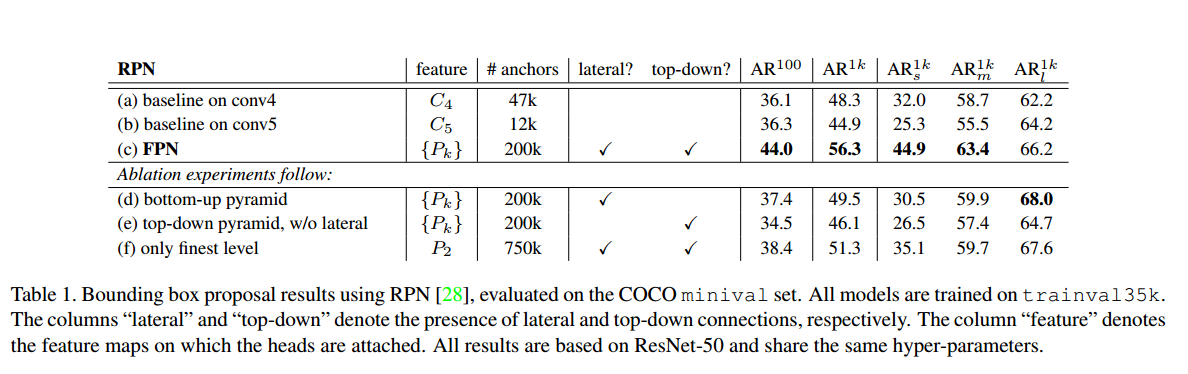 RPN feature # anchors lateral? top-down? AR^100 AR^1k AR_s^1k AR_m^1k AR_l^1k
(a) baseline on conv4 C_4 47k 36.1 48.3 32.0 58.7 62.2
(b) baseline on conv5 C_5 12k 36.3 44.9 25.3 55.5 64.2
(c) FPN {P_k} 200k ✓ ✓ 44.0 56.3 44.9 63.4 66.2
Ablation experiments follow:
(d) bottom-up pyramid {P_k} 200k ✓ 37.4 49.5 30.5 59.9 68.0
(e) top-down pyramid, w/o lateral {P_k} 200k ✓ 34.5 46.1 26.5 57.4 64.7
(f) only finest level P_2 750k ✓ ✓ 38.4 51.3 35.1 59.7 67.6
Table 1. Bounding box proposal results using RPN [28], evaluated on the COCO minival set. All models are trained on trainval35k.
The columns “lateral” and “top-down” denote the presence of lateral and top-down connections, respectively. The column “feature” denotes
the feature maps on which the heads are attached. All results are based on ResNet-50 and share the same hyper-parameters.